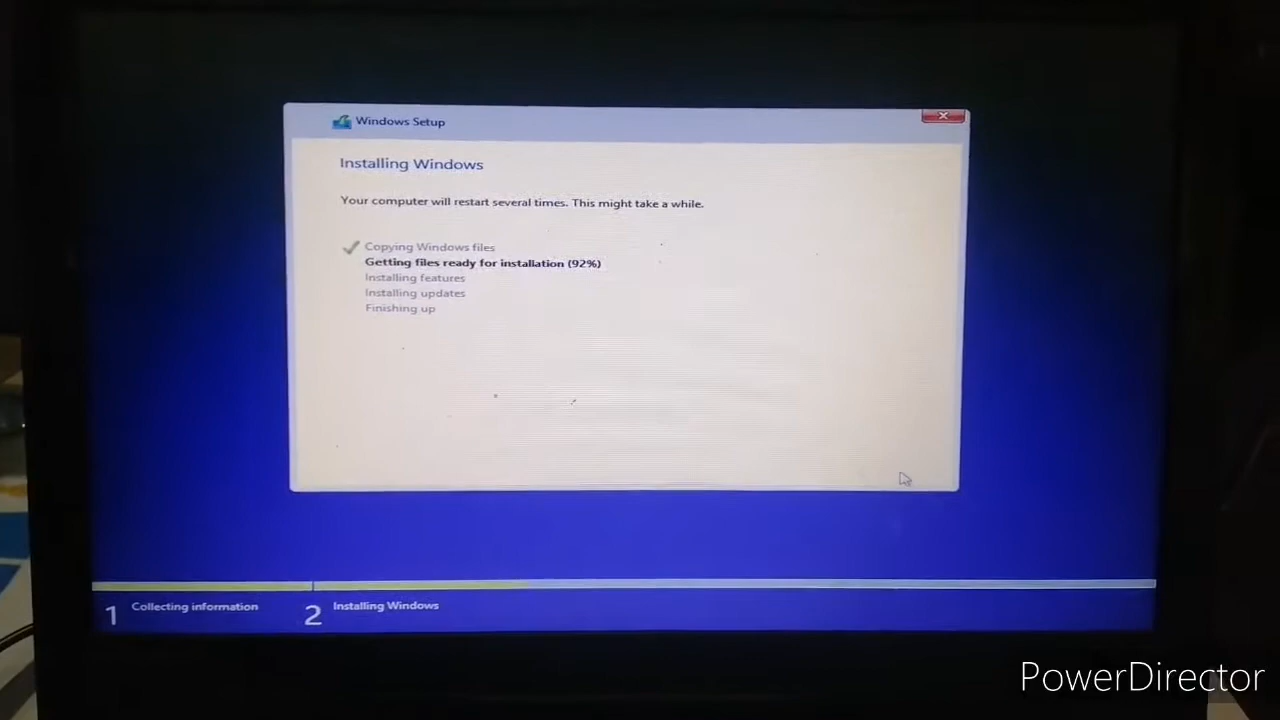 Windows Setup
Installing Windows
Your computer will restart several times. This might take a while.
Copying Windows files
Getting files ready for installation (92%)
Installing features
Installing updates
Finishing up
1 Collecting information
2 Installing Windows
PowerDirector